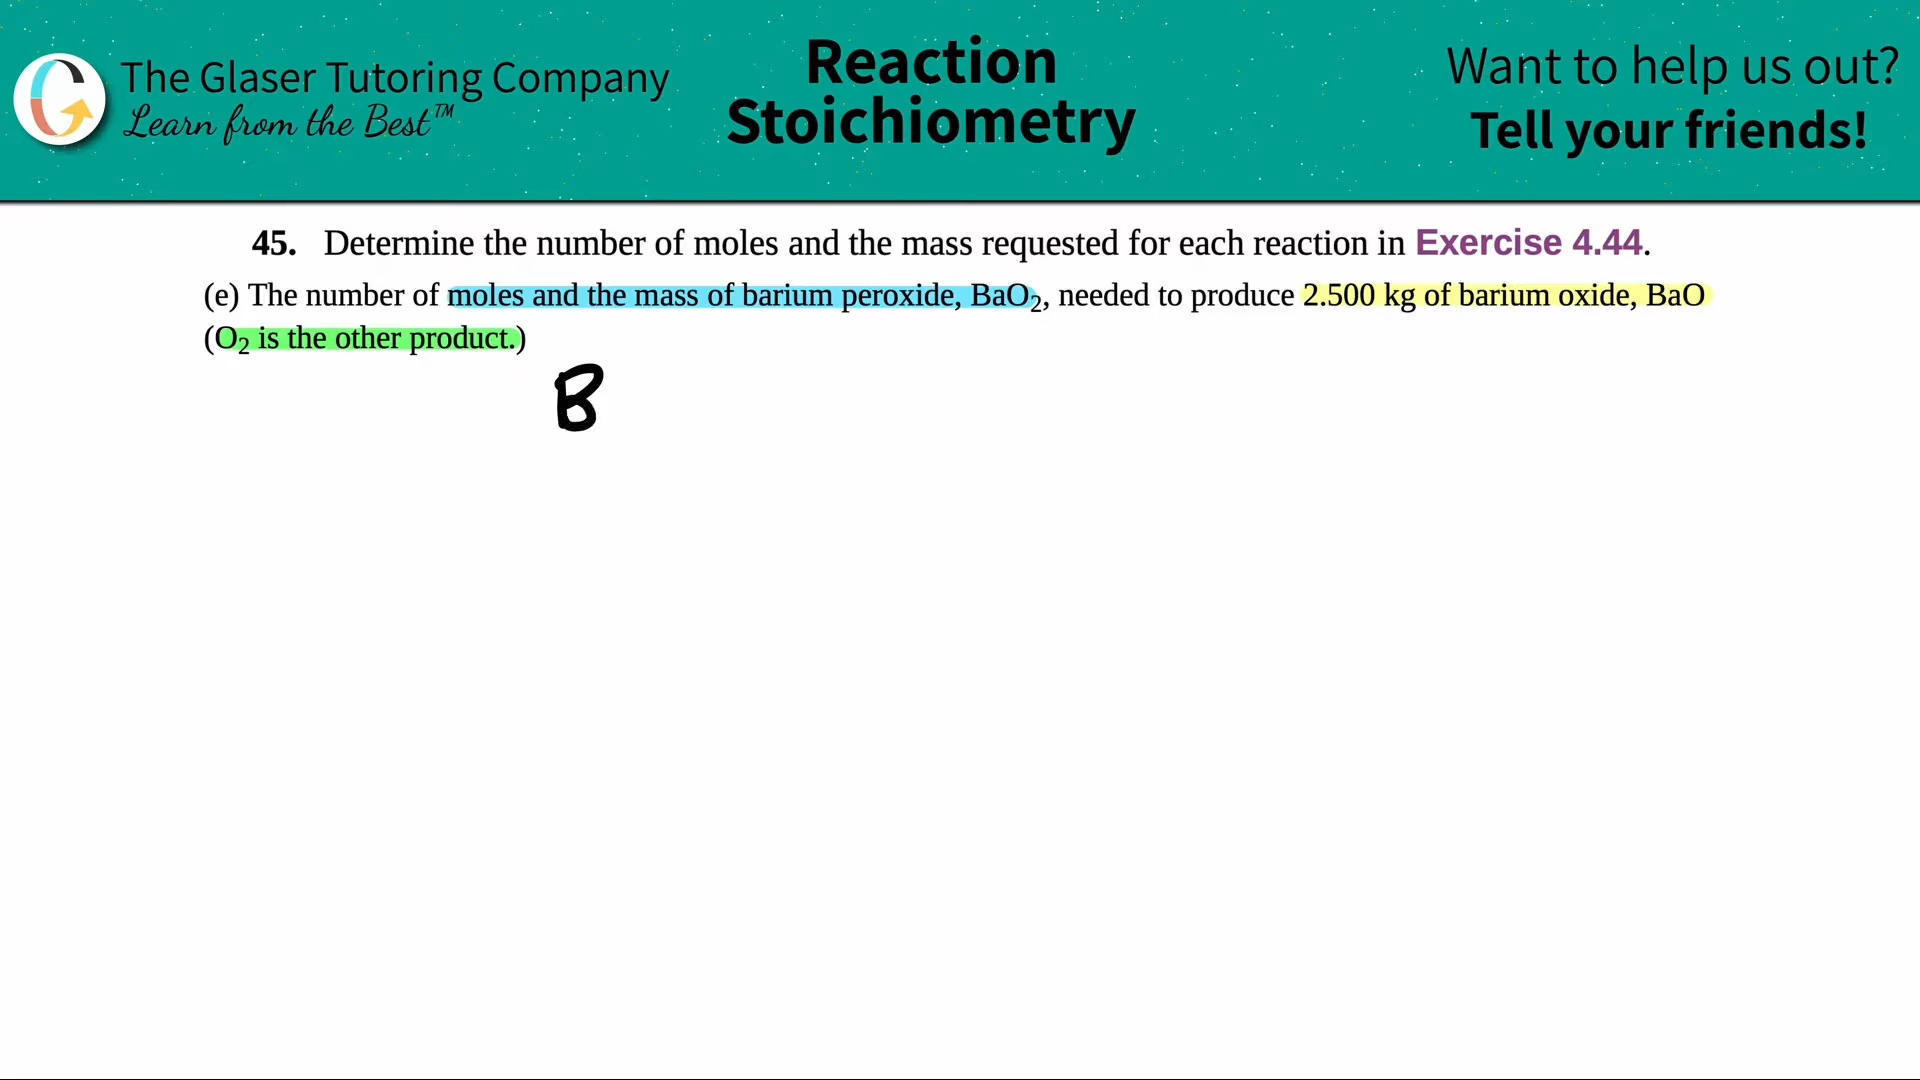 The Glaser Tutoring Company
Learn from the Best™
Reaction
Stoichiometry
Want to help us out?
Tell your friends!
45. Determine the number of moles and the mass requested for each reaction in Exercise 4.44.
(e) The number of moles and the mass of barium peroxide, BaO₂, needed to produce 2.500 kg of barium oxide, BaO
(O₂ is the other product.)
B